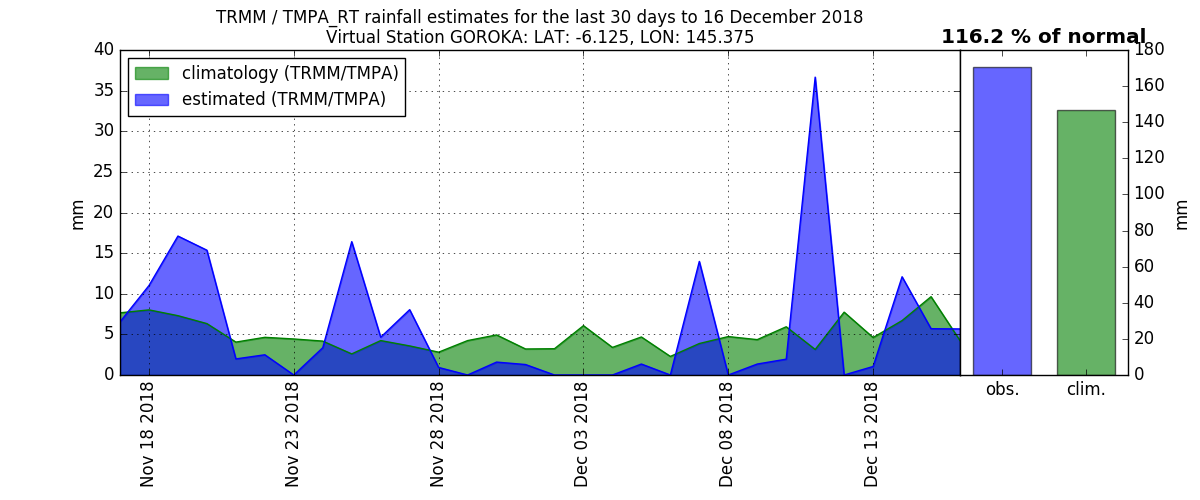 TRMM / TMPA_RT rainfall estimates for the last 30 days to 16 December 2018
Virtual Station GOROKA: LAT: -6.125, LON: 145.375
116.2 % of normal
climatology (TRMM/TMPA)
estimated (TRMM/TMPA)
40
35
30
25
20
15
10
5
0
mm
Nov 18 2018
Nov 23 2018
Nov 28 2018
Dec 03 2018
Dec 08 2018
Dec 13 2018
obs.
clim.
180
160
140
120
100
80
60
40
20
0
mm